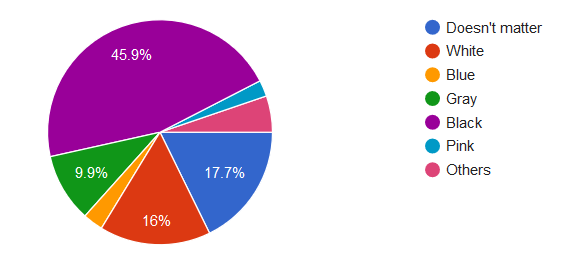 45.9%
9.9%
17.7%
16%
Doesn't matter
White
Blue
Gray
Black
Pink
Others